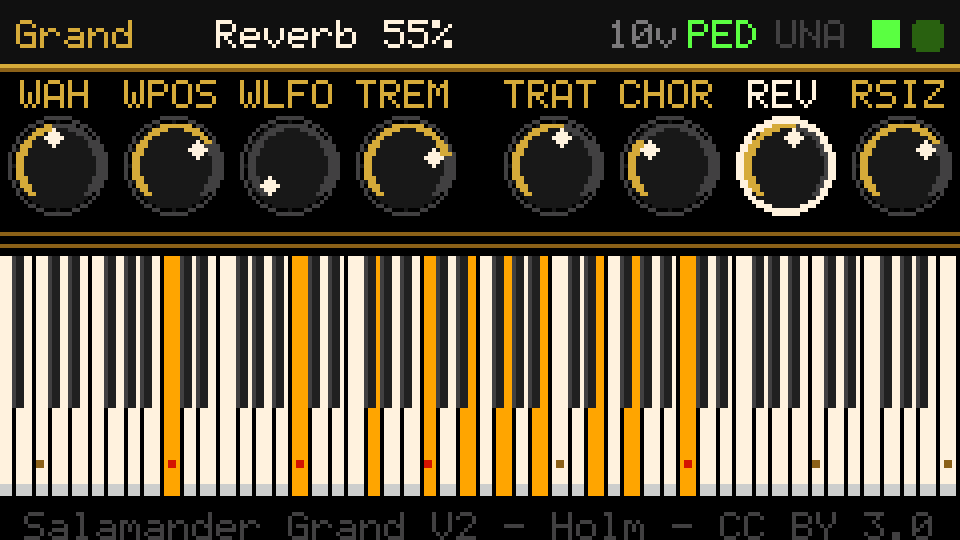 Grand Reverb 55% 10v PED UNA
WAH WPOS WLFO TREM TRAT CHOR REV RSIZ
Salamander Grand V2 - Holm - CC BY 3.0